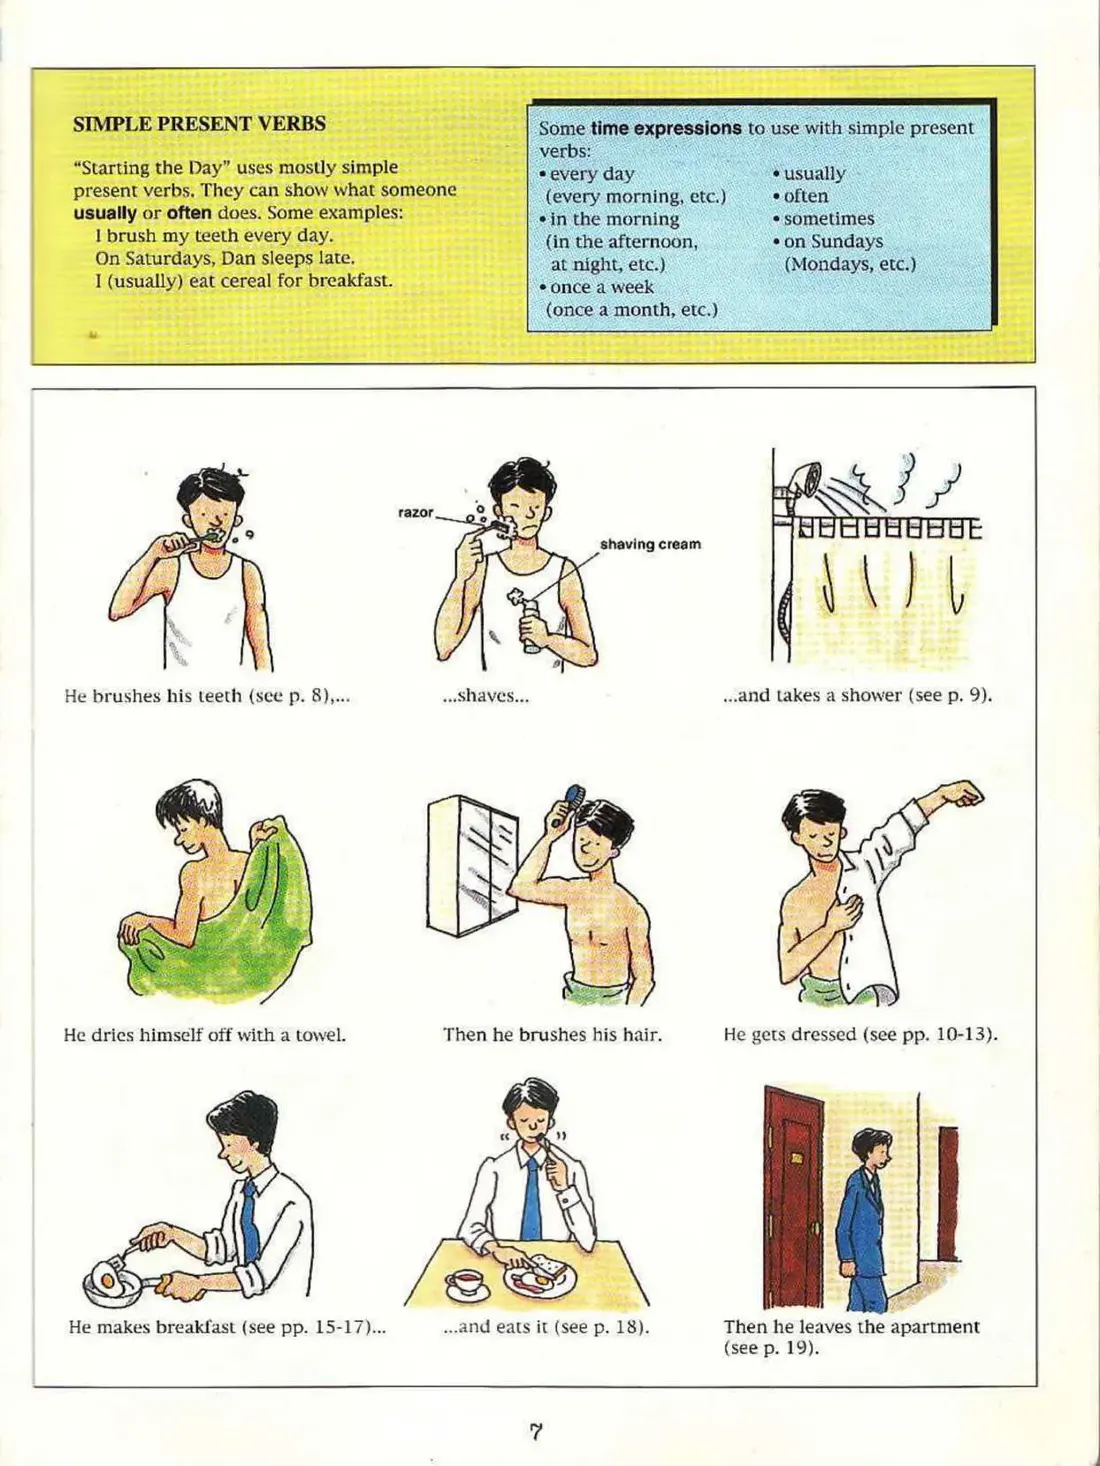 SIMPLE PRESENT VERBS
"Starting the Day" uses mostly simple
present verbs. They can show what someone
usually or often does. Some examples:
I brush my teeth every day.
On Saturdays, Dan sleeps late.
I (usually) eat cereal for breakfast.
Some time expressions to use with simple present
verbs:
• every day
(every morning, etc.)
• in the morning
(in the afternoon,
at night, etc.)
• once a week
(once a month, etc.)
• usually
• often
• sometimes
• on Sundays
(Mondays, etc.)
razor
shaving cream
He brushes his teeth (see p. 8),...
...shaves...
...and takes a shower (see p. 9).
He dries himself off with a towel.
Then he brushes his hair.
He gets dressed (see pp. 10-13).
He makes breakfast (see pp. 15-17)...
...and eats it (see p. 18).
Then he leaves the apartment
(see p. 19).
7